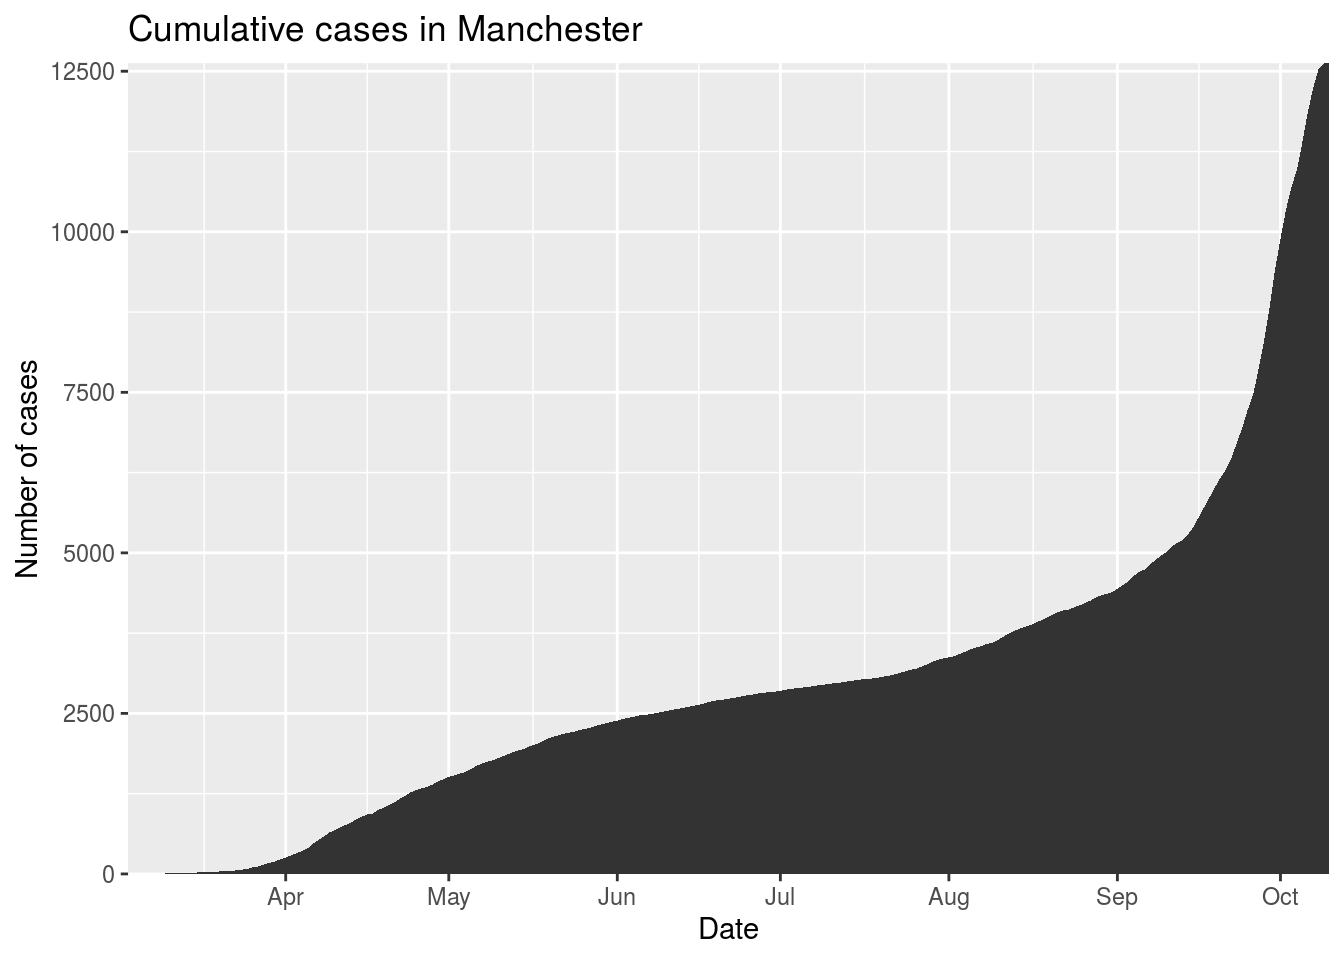 Cumulative cases in Manchester
12500
10000
7500
5000
2500
0
Number of cases
Apr May Jun Jul Aug Sep Oct
Date